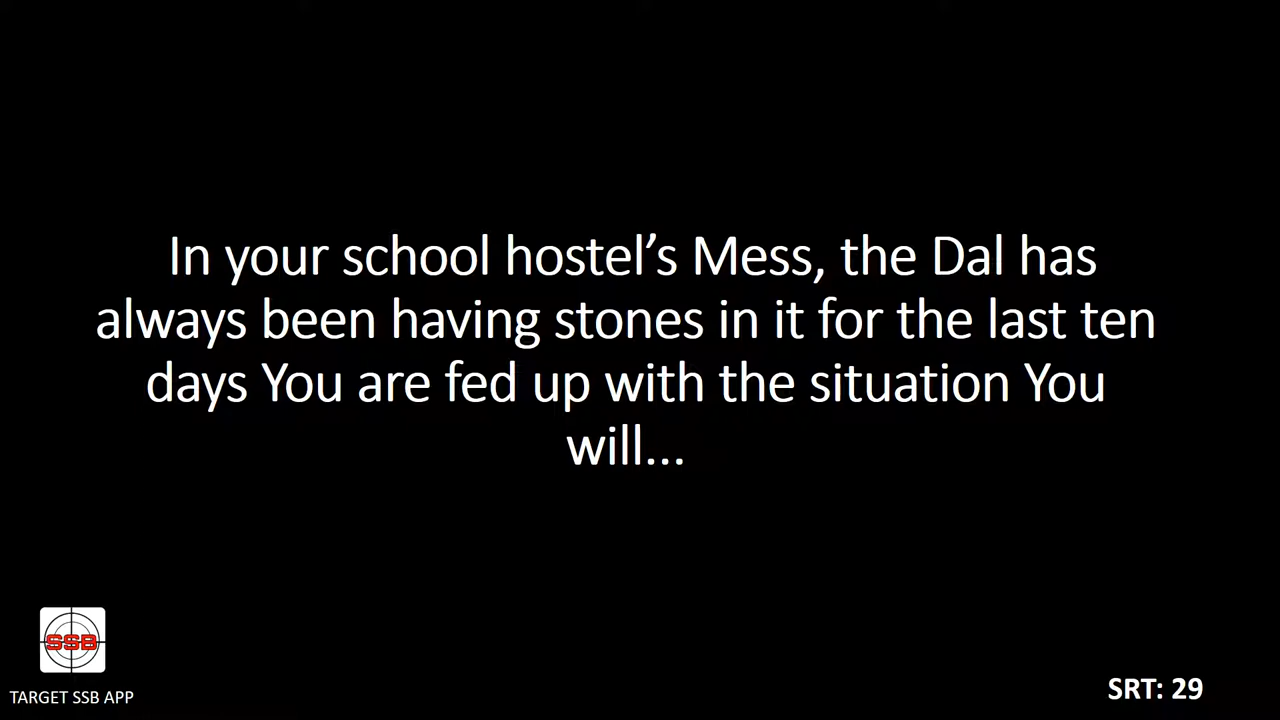 In your school hostel’s Mess, the Dal has
always been having stones in it for the last ten
days You are fed up with the situation You
will...
SSB
TARGET SSB APP
SRT: 29